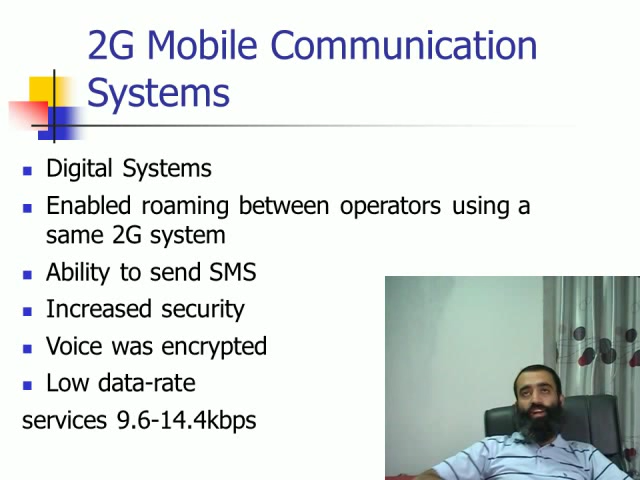 2G Mobile Communication
Systems
Digital Systems
Enabled roaming between operators using a
same 2G system
Ability to send SMS
Increased security
Voice was encrypted
Low data-rate
services 9.6-14.4kbps